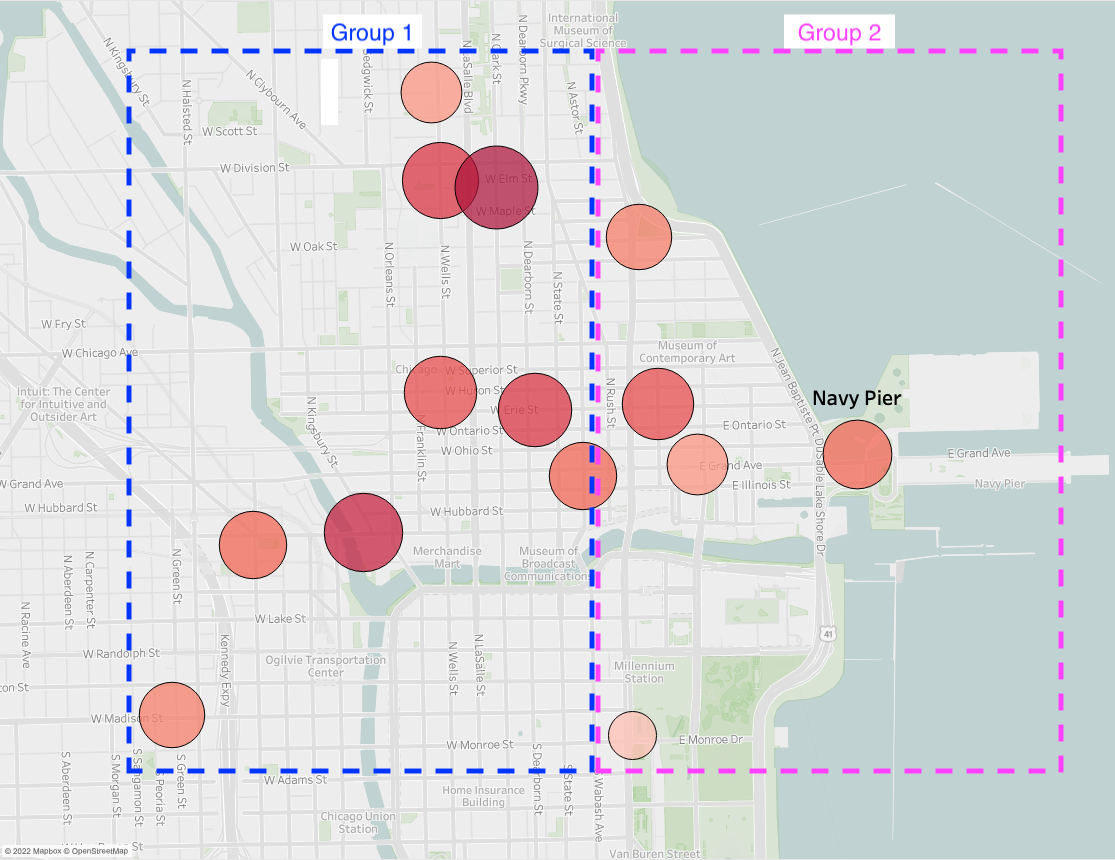 Group 1
Group 2
International
Museum of
Surgical Science
N Kingsbury St
N Halsted St
N Clybourn Ave
Sedgwick St
N LaSalle Blvd
N Clark St
N Dearborn Pkwy
N Astor St
W Scott St
W Division St
W Elm St
W Maple St
W Oak St
N Orleans St
N Wells St
N Dearborn St
N State St
W Fry St
W Chicago Ave
Museum of
Contemporary Art
N Jean Baptiste Pt. DuSable Lake Shore Dr
Intuit: The Center
for Intuitive and
Outsider Art
Chicago
W Superior St
W Huron St
W Erie St
N Rush St
Navy Pier
N Kingsbury St
N Franklin St
W Ontario St
E Ontario St
W Ohio St
E Grand Ave
E Grand Ave
W Grand Ave
E Illinois St
Navy Pier
W Hubbard St
W Hubbard St
Merchandise
Mart
Museum of
Broadcast
Communications
N Aberdeen St
N Carpenter St
N Green St
N Racine Ave
W Lake St
41
W Randolph St
Kennedy Expy
Ogilvie Transportation
Center
N Wells St
N LaSalle St
Millennium
Station
ton St
W Madison St
W Monroe St
E Monroe Dr
S Aberdeen St
S Morgan St
S Sangamon St
S Peoria St
S Green St
W Adams St
S Dearborn St
S State St
S Wabash Ave
Home Insurance
Building
Chicago Union
Station
© 2022 Mapbox © OpenStreetMap
Van Buren Street